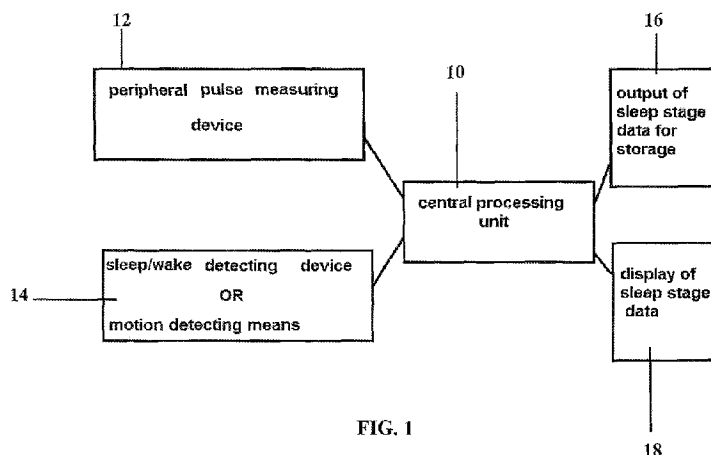 12
peripheral pulse measuring
device
10
16
output of
sleep stage
data for
storage
central processing
unit
14
sleep/wake detecting device
OR
motion detecting means
display of
sleep stage
data
18
FIG. 1